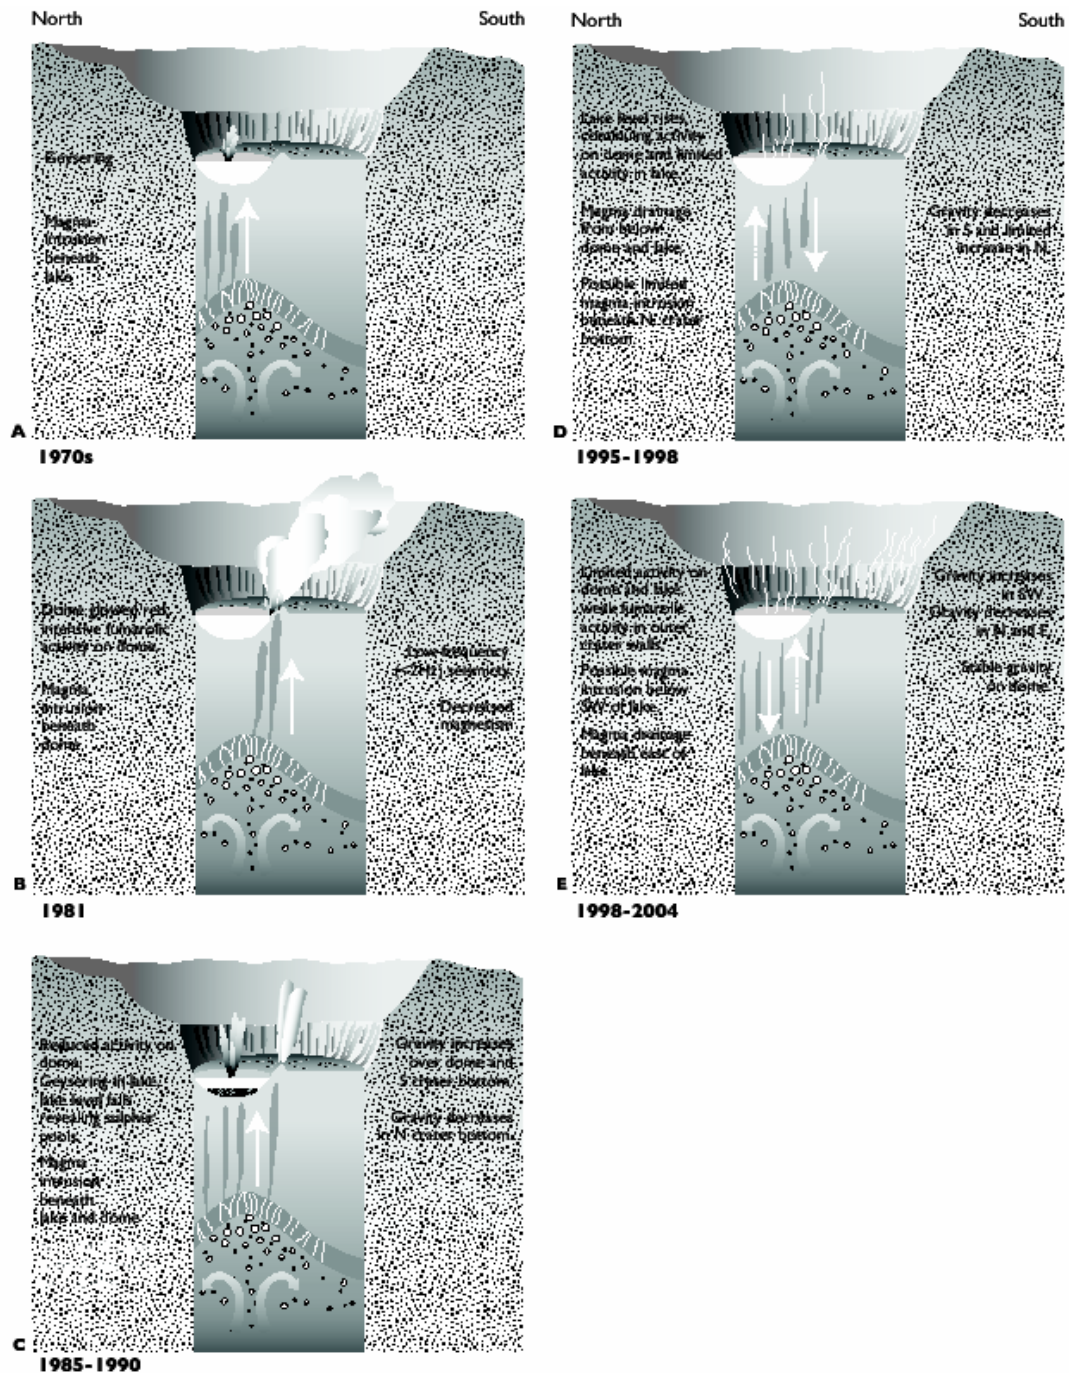 North
South
Geysering
Magma
intrusion
beneath
lake
A
1970s
Dome glowed red,
intensive fumarolic
activity on dome.
Magma
intrusion
beneath
dome
Low-frequency
seismicity
Decreased
magnetism
B
1981
Reduced activity on
dome.
Geysering in lake,
lake level falls
revealing sulphur
pools.
Magma
intrusion
beneath
lake and dome
Gravity increases
over dome and
S crater bottom.
Gravity decreases
in N crater bottom.
C
1985-1990
North
South
Lake level rises,
continuing activity
on dome and limited
activity in lake.
Magma drainage
from below
dome and lake.
Possible limited
magma intrusion
beneath N. crater
bottom.
Gravity decreases
in S and limited
increase in N.
D
1995-1998
Limited activity on
dome and lake,
weak fumarolic
activity in outer
crater walls.
Possible magma
intrusion below
SW of lake.
Magma drainage
beneath east of
lake.
Gravity increases
in SW.
Gravity decreases
in N and E.
Stable gravity
on dome.
E
1998-2004